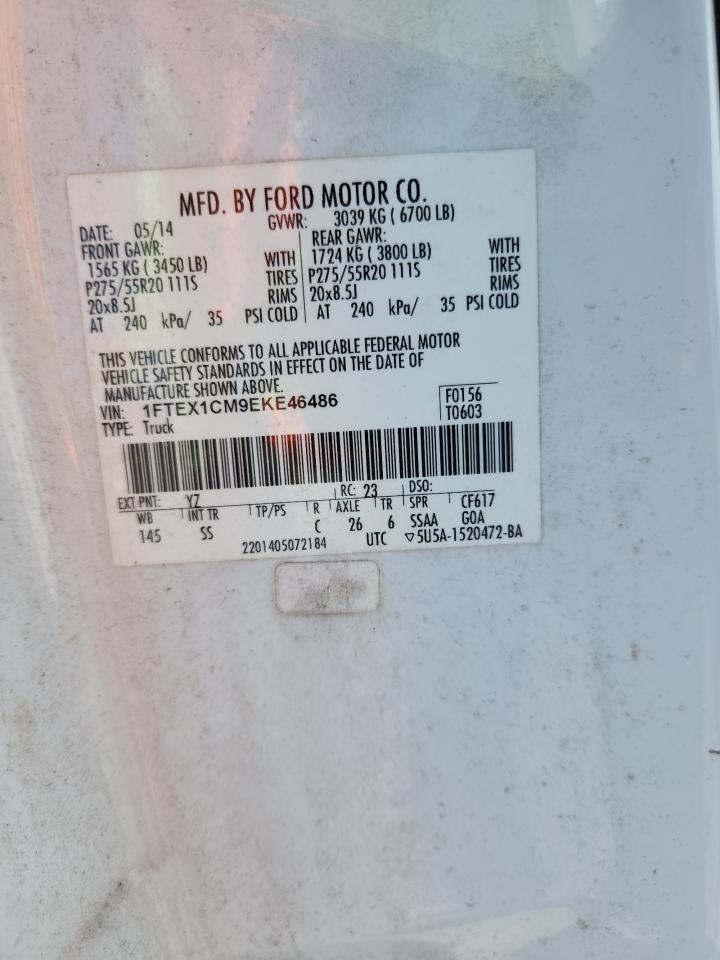 MFD. BY FORD MOTOR CO.
DATE: 05/14 GVWR: 3039 KG ( 6700 LB)
FRONT GAWR: REAR GAWR:
1565 KG ( 3450 LB) WITH 1724 KG ( 3800 LB) WITH
P275/55R20 111S TIRES P275/55R20 111S TIRES
20x8.5J RIMS 20x8.5J RIMS
AT 240 kPa/ 35 PSI COLD AT 240 kPa/ 35 PSI COLD
THIS VEHICLE CONFORMS TO ALL APPLICABLE FEDERAL MOTOR
VEHICLE SAFETY STANDARDS IN EFFECT ON THE DATE OF
MANUFACTURE SHOWN ABOVE.
VIN: 1FTEX1CM9EKE46486 F0156
TYPE: Truck T0603
EXT PNT: YZ RC: 23 DSO:
WB INT TR TP/PS R AXLE TR SPR CF617
145 SS C 26 6 SSAA G0A
2201405072184 UTC ▽5U5A-1520472-BA